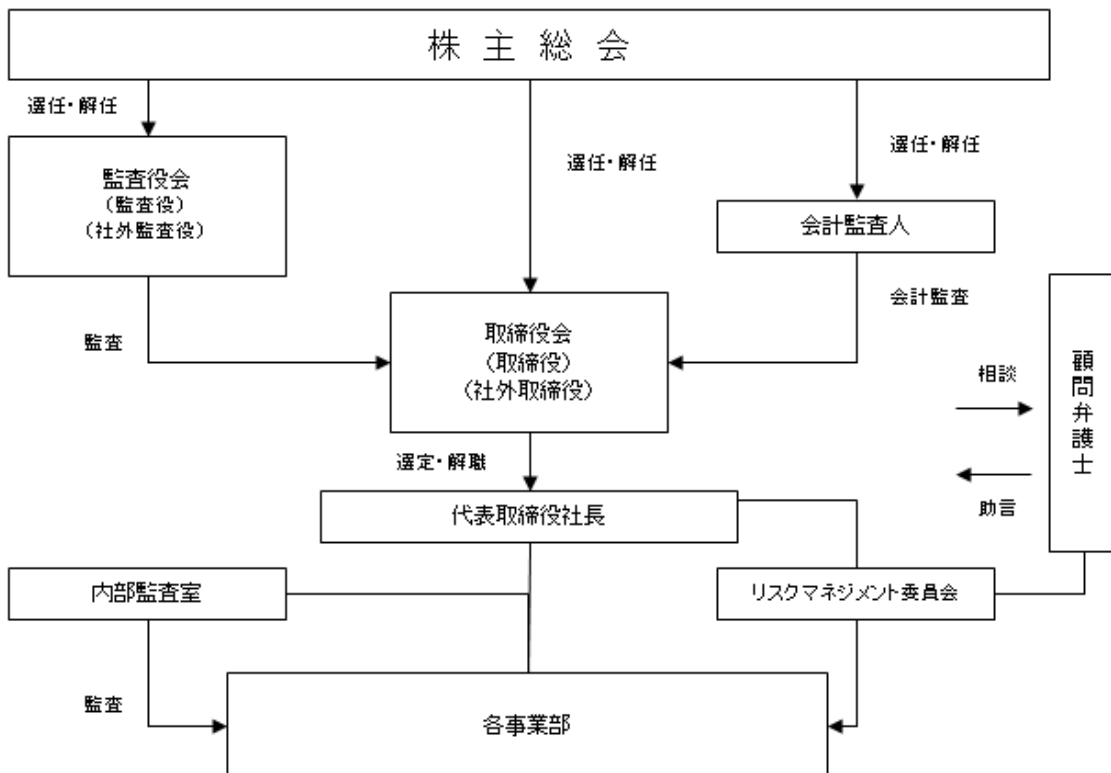 株主総会
選任・解任
選任・解任
選任・解任
監査役会
（監査役）
（社外監査役）
会計監査人
監査
会計監査
取締役会
（取締役）
（社外取締役）
相談
助言
顧問弁護士
選定・解職
代表取締役社長
内部監査室
リスクマネジメント委員会
監査
各事業部